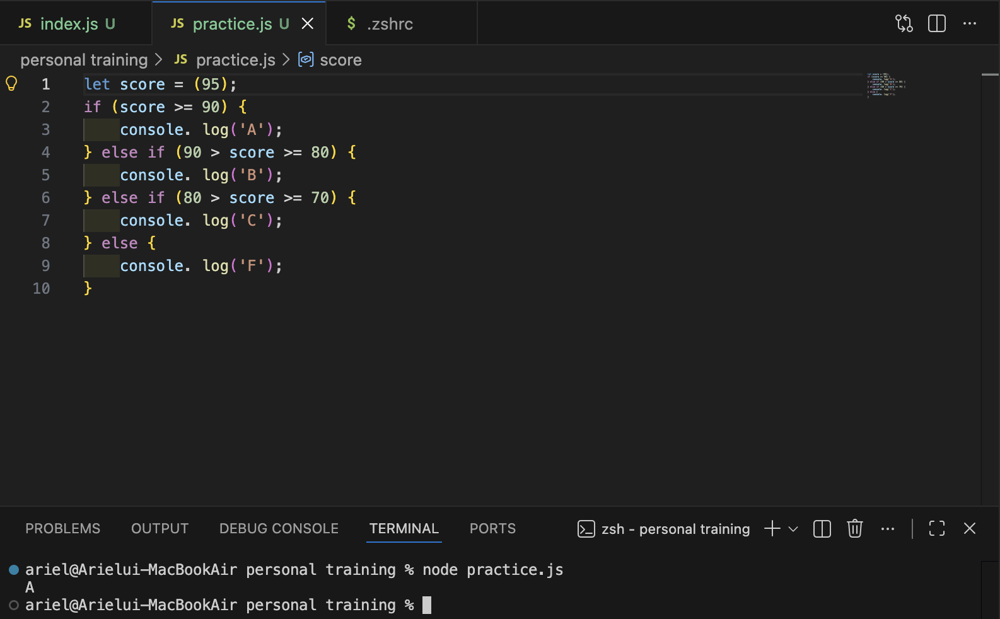 JS index.js U JS practice.js U $ .zshrc
personal training > JS practice.js > score
1 let score = (95);
2 if (score >= 90) {
3     console. log('A');
4 } else if (90 > score >= 80) {
5     console. log('B');
6 } else if (80 > score >= 70) {
7     console. log('C');
8 } else {
9     console. log('F');
10 }
PROBLEMS OUTPUT DEBUG CONSOLE TERMINAL PORTS zsh - personal training
ariel@Arielui-MacBookAir personal training % node practice.js
A
ariel@Arielui-MacBookAir personal training %